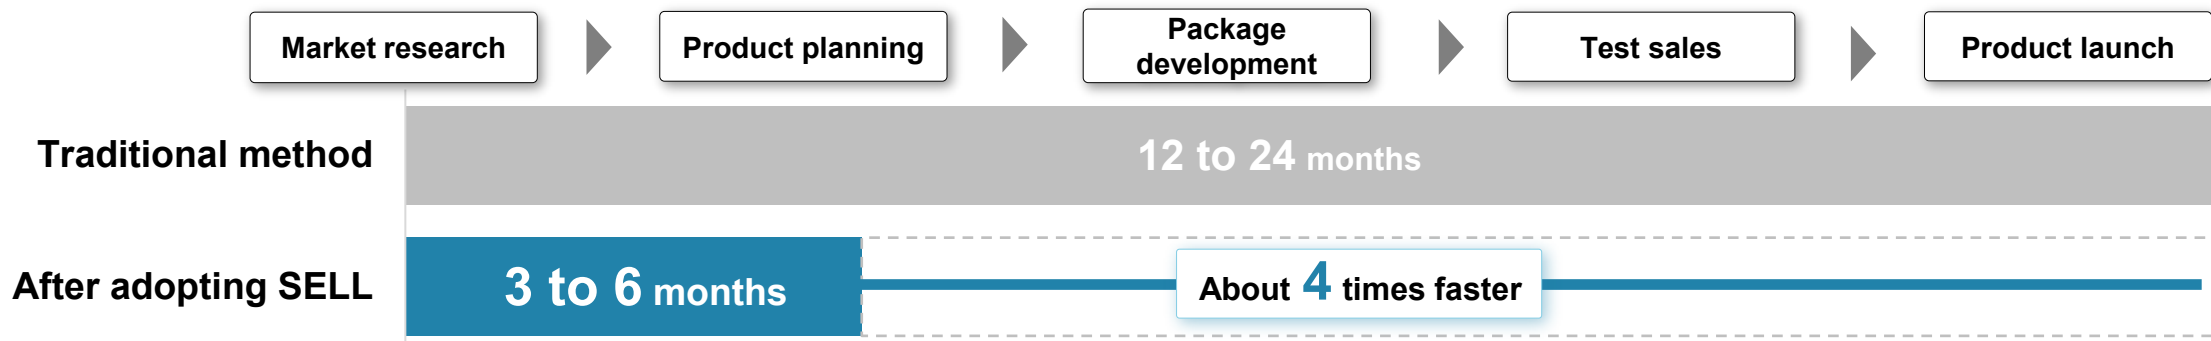 Market research
Product planning
Package
development
Test sales
Product launch
Traditional method
12 to 24 months
After adopting SELL
3 to 6 months
About 4 times faster